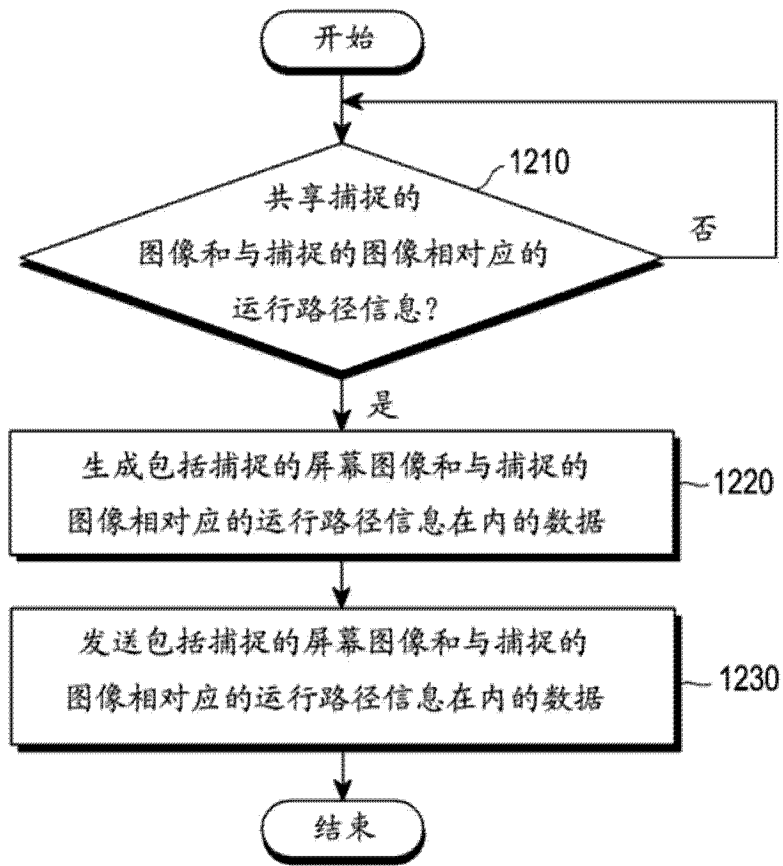 开始
1210
共享捕捉的
图像和与捕捉的图像相对应的
运行路径信息?
否
是
生成包括捕捉的屏幕图像和与捕捉的
图像相对应的运行路径信息在内的数据
1220
发送包括捕捉的屏幕图像和与捕捉的
图像相对应的运行路径信息在内的数据
1230
结束